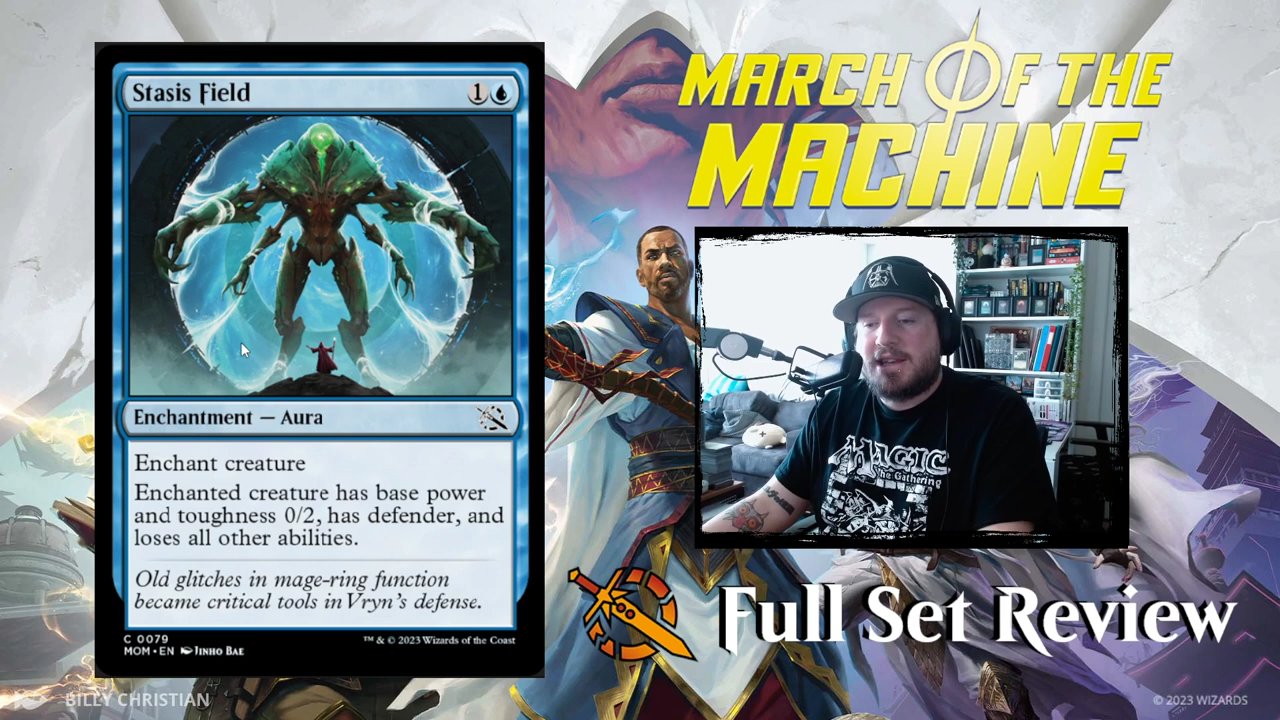 Stasis Field
1
Enchantment — Aura
Enchant creature
Enchanted creature has base power
and toughness 0/2, has defender, and
loses all other abilities.
Old glitches in mage-ring function
became critical tools in Vryn's defense.
C 0079
MOM • EN Jinho Bae
™ & © 2023 Wizards of the Coast
BILLY CHRISTIAN
MARCH OF THE
MACHINE
MAGIC
The Gathering
Full Set Review
© 2023 WIZARDS